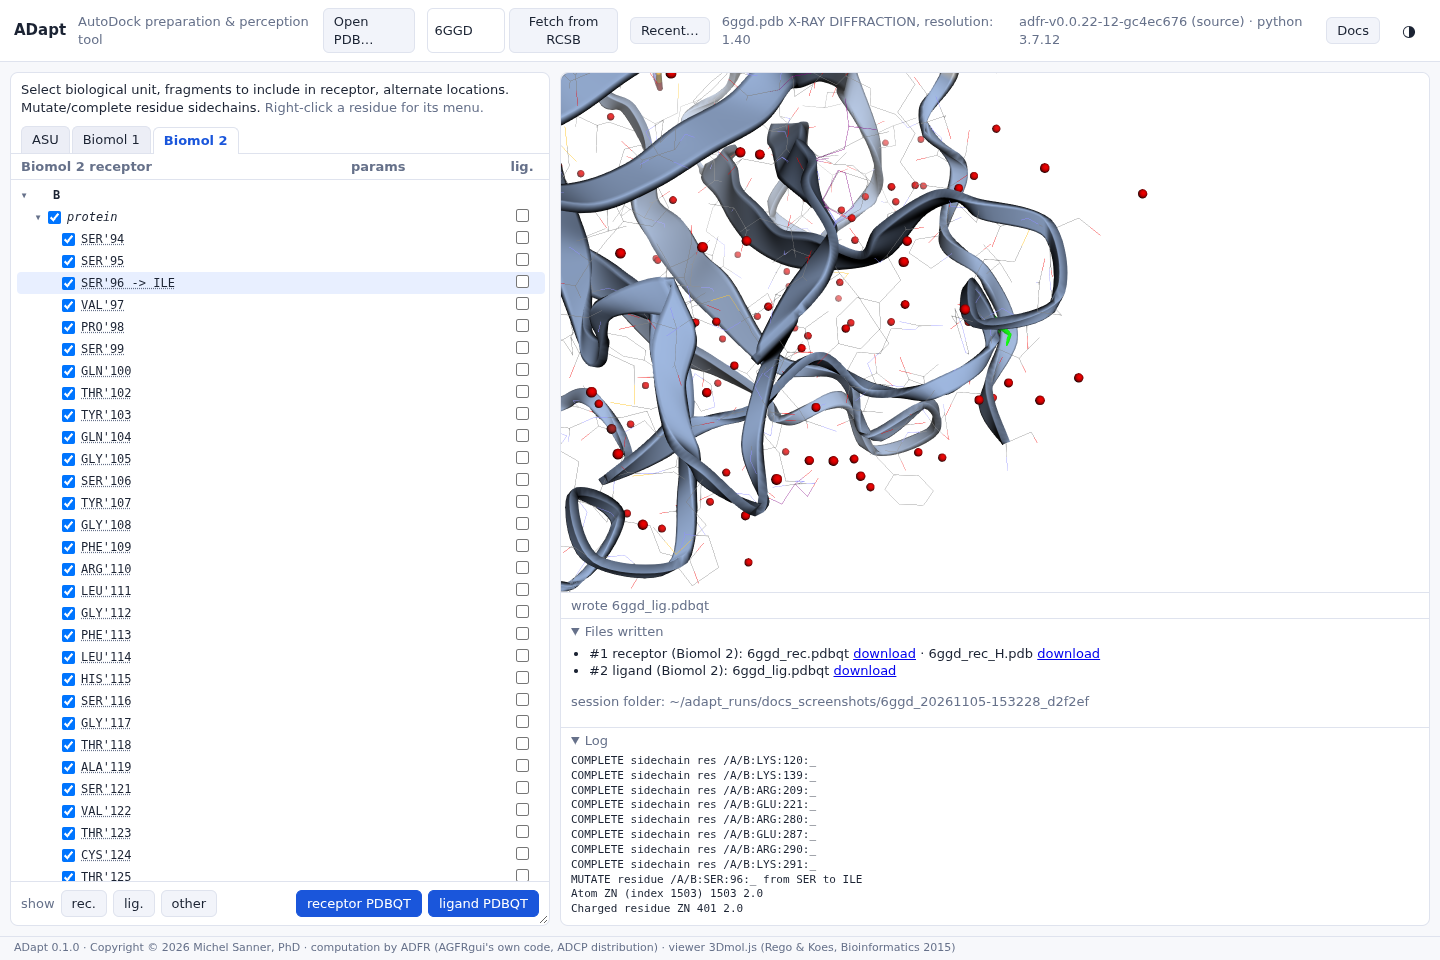 ADapt
AutoDock preparation & perception tool
Open PDB...
6GGD
Fetch from RCSB
Recent...
6ggd.pdb X-RAY DIFFRACTION, resolution: 1.40
adfr-v0.0.22-12-gc4ec676 (source) · python 3.7.12
Docs
Select biological unit, fragments to include in receptor, alternate locations.
Mutate/complete residue sidechains. Right-click a residue for its menu.
ASU
Biomol 1
Biomol 2
Biomol 2 receptor
params
lig.
B
protein
SER'94
SER'95
SER'96 -> ILE
VAL'97
PRO'98
SER'99
GLN'100
THR'102
TYR'103
GLN'104
GLY'105
SER'106
TYR'107
GLY'108
PHE'109
ARG'110
LEU'111
GLY'112
PHE'113
LEU'114
HIS'115
SER'116
GLY'117
THR'118
ALA'119
SER'121
VAL'122
THR'123
CYS'124
THR'125
show
rec.
lig.
other
receptor PDBQT
ligand PDBQT
wrote 6ggd_lig.pdbqt
▼ Files written
• #1 receptor (Biomol 2): 6ggd_rec.pdbqt download · 6ggd_rec_H.pdb download
• #2 ligand (Biomol 2): 6ggd_lig.pdbqt download
session folder: ~/adapt_runs/docs_screenshots/6ggd_20261105-153228_d2f2ef
▼ Log
COMPLETE sidechain res /A/B:LYS:120:_
COMPLETE sidechain res /A/B:LYS:139:_
COMPLETE sidechain res /A/B:ARG:209:_
COMPLETE sidechain res /A/B:GLU:221:_
COMPLETE sidechain res /A/B:ARG:280:_
COMPLETE sidechain res /A/B:GLU:287:_
COMPLETE sidechain res /A/B:ARG:290:_
COMPLETE sidechain res /A/B:LYS:291:_
MUTATE residue /A/B:SER:96:_ from SER to ILE
Atom ZN (index 1503) 1503 2.0
Charged residue ZN 401 2.0
ADapt 0.1.0 · Copyright © 2026 Michel Sanner, PhD · computation by ADFR (AGFRgui's own code, ADCP distribution) · viewer 3Dmol.js (Rego & Koes, Bioinformatics 2015)